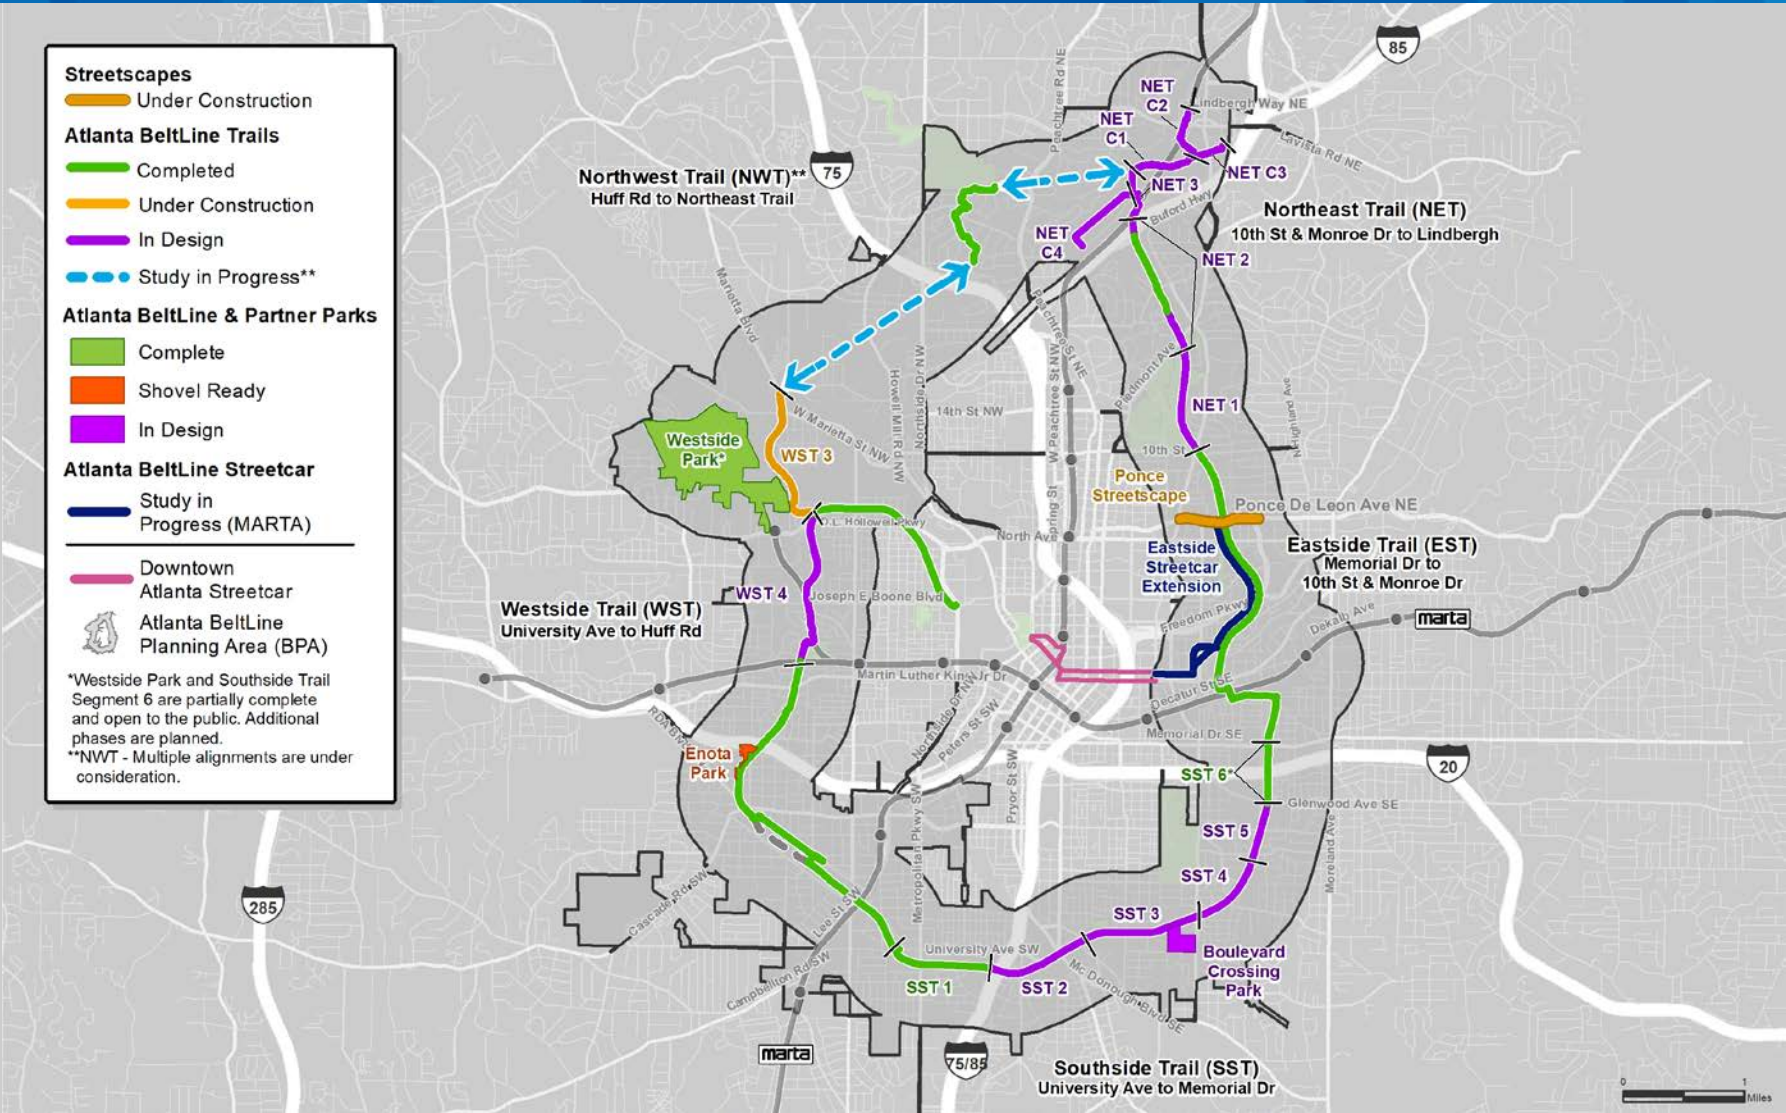 Streetscapes
Under Construction
Atlanta BeltLine Trails
Completed
Under Construction
In Design
Study in Progress**
Atlanta BeltLine & Partner Parks
Complete
Shovel Ready
In Design
Atlanta BeltLine Streetcar
Study in
Progress (MARTA)
Downtown
Atlanta Streetcar
Atlanta BeltLine
Planning Area (BPA)
*Westside Park and Southside Trail
Segment 6 are partially complete
and open to the public. Additional
phases are planned.
**NWT - Multiple alignments are under
consideration.
85
75
Peachtree Rd NE
NET
C2
Lindbergh Way NE
NET
C1
Lavista Rd NE
NET C3
NET 3
Buford Hwy
Northwest Trail (NWT)**
Huff Rd to Northeast Trail
Northeast Trail (NET)
10th St & Monroe Dr to Lindbergh
NET
C4
NET 2
Marietta Blvd
Peachtree St NE
W Peachtree St NW
Howell Mill Rd NW
Northside Dr NW
Piedmont Ave
N Highland Ave
NET 1
14th St NW
W Marietta St NW
10th St
Westside
Park*
WST 3
Ponce
Streetscape
Ponce De Leon Ave NE
Spring St
D.L. Hollowell Pkwy
North Ave
Eastside
Streetcar
Extension
Eastside Trail (EST)
Memorial Dr to
10th St & Monroe Dr
WST 4
Joseph E Boone Blvd
Westside Trail (WST)
University Ave to Huff Rd
Freedom Pkwy
Dekalb Ave
marta
Martin Luther King Jr Dr
Decatur St SE
RDA Blvd
Northside Dr NW
Peters St SW
Memorial Dr SE
Enota
Park
Pryor St SW
SST 6*
20
Glenwood Ave SE
Metropolitan Pkwy SW
SST 5
Moreland Ave
SST 4
285
Cascade Rd SW
Lee St SW
SST 3
University Ave SW
Boulevard
Crossing
Park
Campbellton Rd SW
SST 1
SST 2
Mc Donough Blvd SE
marta
75/85
Southside Trail (SST)
University Ave to Memorial Dr
0
1
Miles